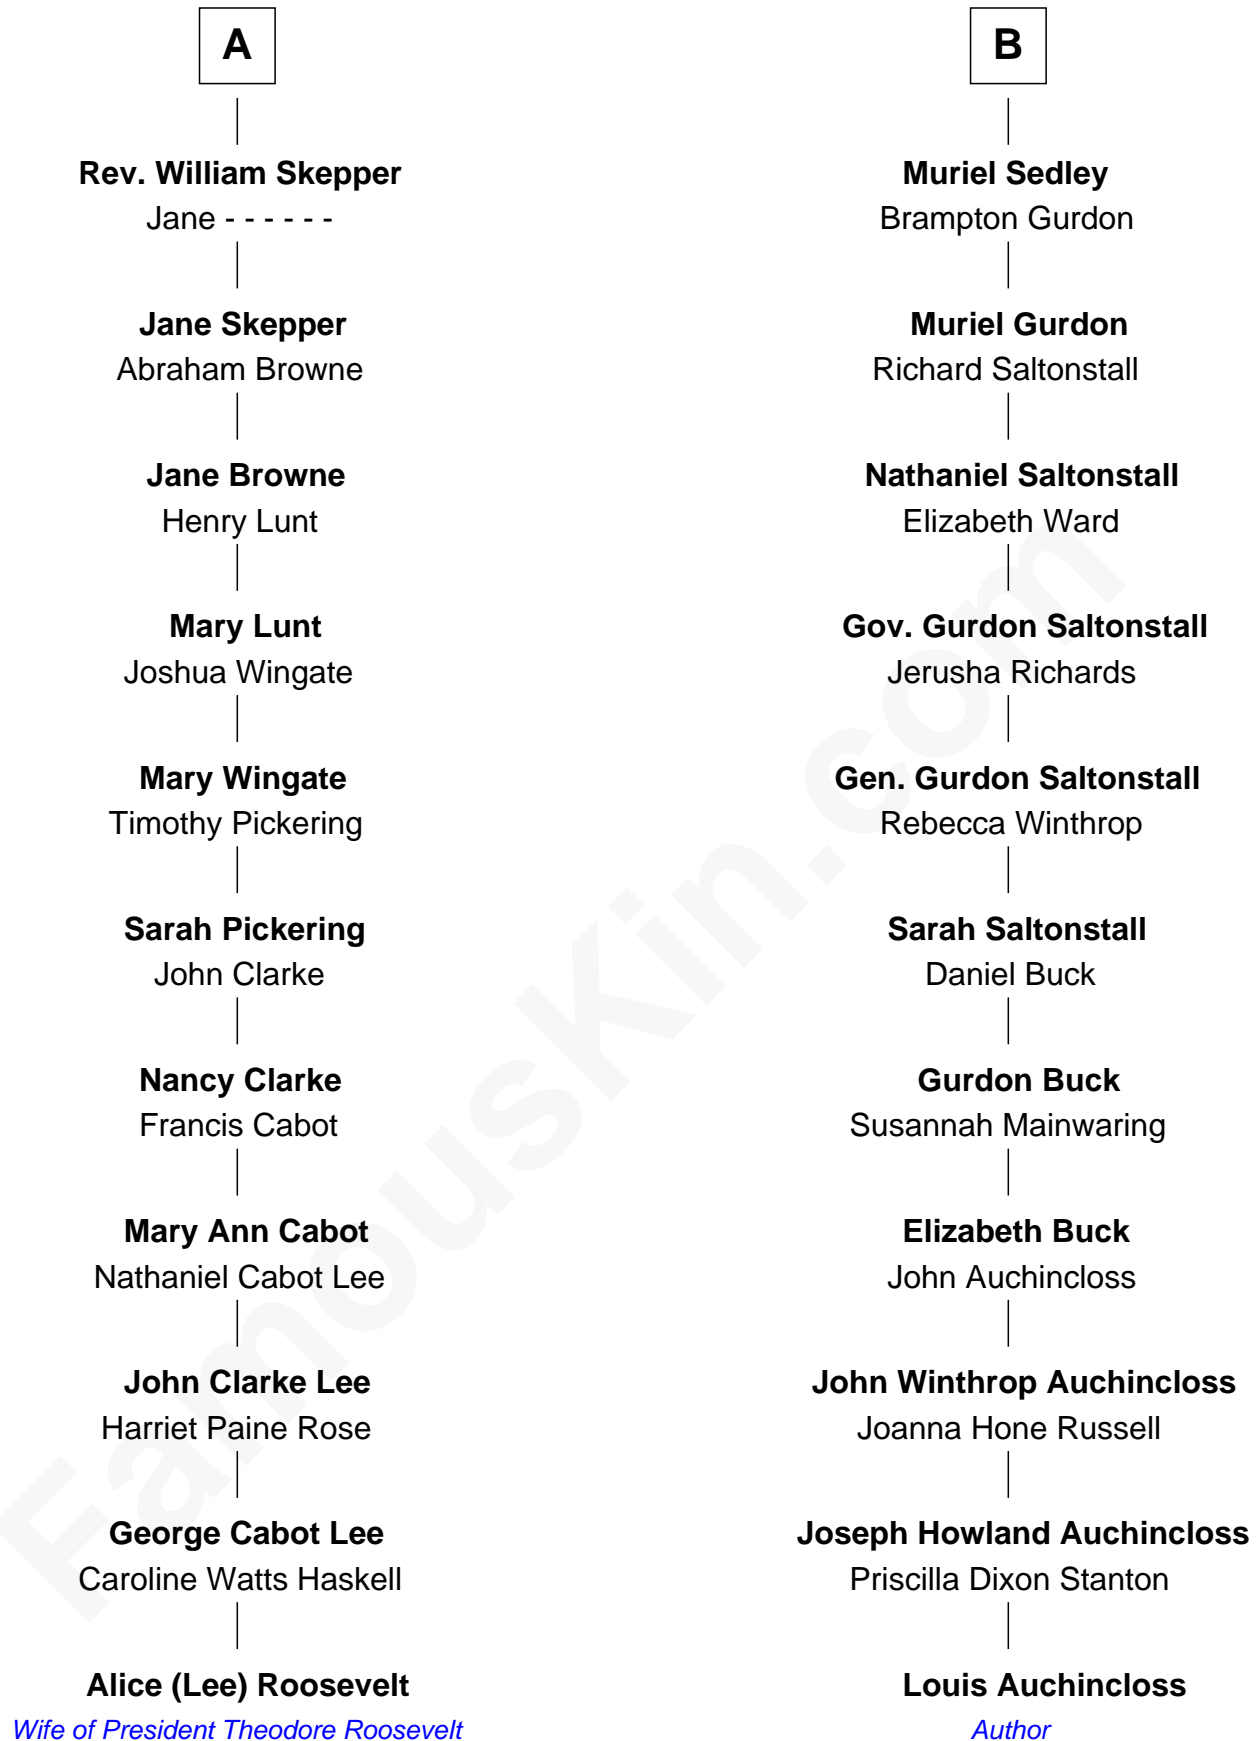 A
Rev. William Skepper
Jane - - - - - -
Jane Skepper
Abraham Browne
Jane Browne
Henry Lunt
Mary Lunt
Joshua Wingate
Mary Wingate
Timothy Pickering
Sarah Pickering
John Clarke
Nancy Clarke
Francis Cabot
Mary Ann Cabot
Nathaniel Cabot Lee
John Clarke Lee
Harriet Paine Rose
George Cabot Lee
Caroline Watts Haskell
Alice (Lee) Roosevelt
Wife of President Theodore Roosevelt
B
Muriel Sedley
Brampton Gurdon
Muriel Gurdon
Richard Saltonstall
Nathaniel Saltonstall
Elizabeth Ward
Gov. Gurdon Saltonstall
Jerusha Richards
Gen. Gurdon Saltonstall
Rebecca Winthrop
Sarah Saltonstall
Daniel Buck
Gurdon Buck
Susannah Mainwaring
Elizabeth Buck
John Auchincloss
John Winthrop Auchincloss
Joanna Hone Russell
Joseph Howland Auchincloss
Priscilla Dixon Stanton
Louis Auchincloss
Author
FamousKin.com